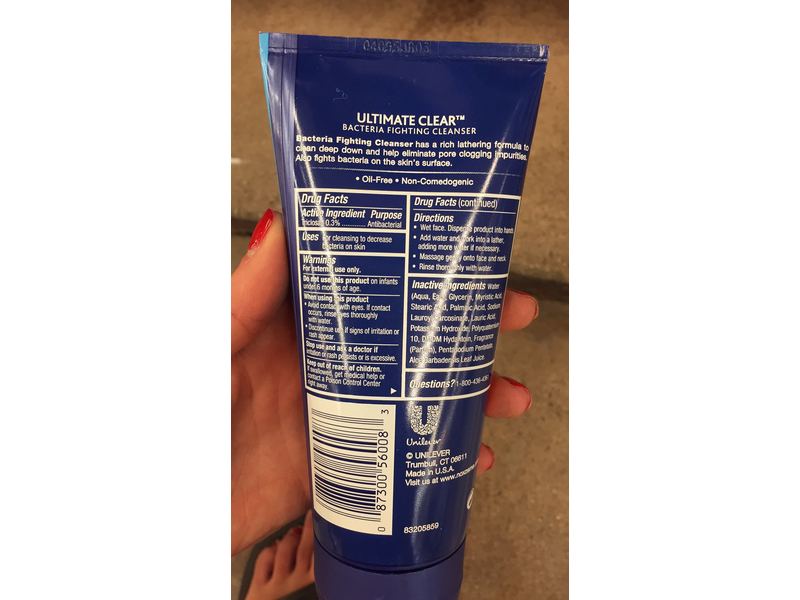 ULTIMATE CLEAR™
BACTERIA FIGHTING CLEANSER
Bacteria Fighting Cleanser has a rich lathering formula to
clean deep down and help eliminate pore clogging impurities.
Also fights bacteria on the skin's surface.
• Oil-Free • Non-Comedogenic
Drug Facts
Active Ingredient Purpose
Triclosan 0.3% ............ Antibacterial
Uses For cleansing to decrease
bacteria on skin
Warnings
For external use only.
Do not use this product on infants
under 6 months of age.
When using this product
• Avoid contact with eyes. If contact
occurs, rinse eyes thoroughly
with water.
• Discontinue use if signs of irritation or
rash appear.
Stop use and ask a doctor if
irritation or rash persists or is excessive.
Keep out of reach of children.
If swallowed, get medical help or
contact a Poison Control Center
right away.
Drug Facts (continued)
Directions
• Wet face. Dispense product into hands.
• Add water and work into a lather,
adding more water if necessary.
• Massage gently onto face and neck.
• Rinse thoroughly with water.
Inactive Ingredients Water
(Aqua, Eau), Glycerin, Myristic Acid,
Stearic Acid, Palmitic Acid, Sodium
Lauroyl Sarcosinate, Lauric Acid,
Potassium Hydroxide, Polyquaternium
10, DMDM Hydantoin, Fragrance
(Parfum), Pentasodium Pentetate,
Aloe Barbadensis Leaf Juice.
Questions? 1-800-436-436
0 87300 56008 3
Unilever
© UNILEVER
Trumbull, CT 06611
Made in U.S.A.
Visit us at www.noxzema
83205859